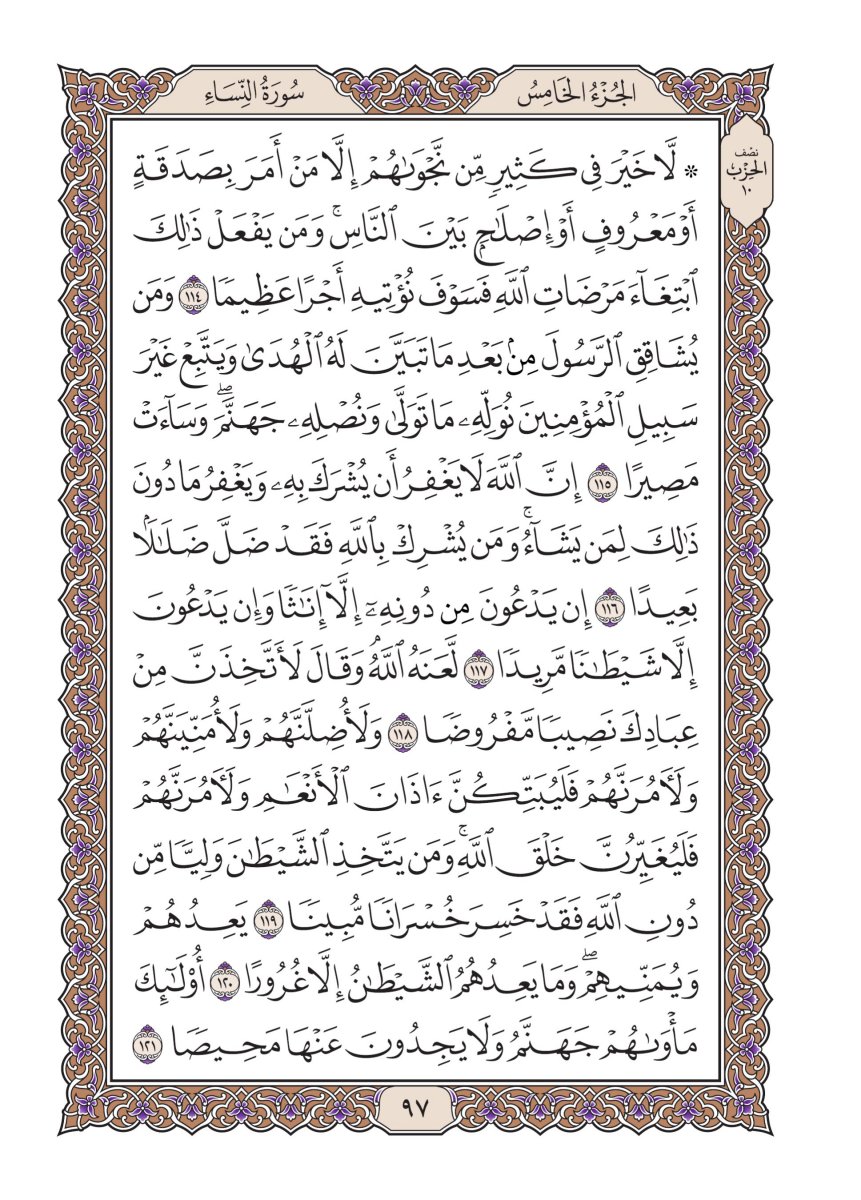 الجُزْءُ الخَامِسُ
سُورَةُ النِّسَاءِ
نصف
الحِزْب
١٠
۞ لَّا خَيْرَ فِي كَثِيرٖ مِّن نَّجۡوَىٰهُمۡ إِلَّا مَنۡ أَمَرَ بِصَدَقَةٍ
أَوۡ مَعۡرُوفٍ أَوۡ إِصۡلَٰحِۭ بَيۡنَ ٱلنَّاسِۚ وَمَن يَفۡعَلۡ ذَٰلِكَ
ٱبۡتِغَآءَ مَرۡضَاتِ ٱللَّهِ فَسَوۡفَ نُؤۡتِيهِ أَجۡرًا عَظِيمٗا ١١٤ وَمَن
يُشَاقِقِ ٱلرَّسُولَ مِنۢ بَعۡدِ مَا تَبَيَّنَ لَهُ ٱلۡهُدَىٰ وَيَتَّبِعۡ غَيۡرَ
سَبِيلِ ٱلۡمُؤۡمِنِينَ نُوَلِّهِۦ مَا تَوَلَّىٰ وَنُصۡلِهِۦ جَهَنَّمَۖ وَسَآءَتۡ
مَصِيرًا ١١٥ إِنَّ ٱللَّهَ لَا يَغۡفِرُ أَن يُشۡرَكَ بِهِۦ وَيَغۡفِرُ مَا دُونَ
ذَٰلِكَ لِمَن يَشَآءُۚ وَمَن يُشۡرِكۡ بِٱللَّهِ فَقَدۡ ضَلَّ ضَلَٰلَۢا
بَعِيدًا ١١٦ إِن يَدۡعُونَ مِن دُونِهِۦٓ إِلَّآ إِنَٰثٗا وَإِن يَدۡعُونَ
إِلَّا شَيۡطَٰنٗا مَّرِيدٗا ١١٧ لَّعَنَهُ ٱللَّهُۘ وَقَالَ لَأَتَّخِذَنَّ مِنۡ
عِبَادِكَ نَصِيبٗا مَّفۡرُوضٗا ١١٨ وَلَأُضِلَّنَّهُمۡ وَلَأُمَنِّيَنَّهُمۡ
وَلَأٓمُرَنَّهُمۡ فَلَيُبَتِّكُنَّ ءَاذَانَ ٱلۡأَنۡعَٰمِ وَلَأٓمُرَنَّهُمۡ
فَلَيُغَيِّرُنَّ خَلۡقَ ٱللَّهِۚ وَمَن يَتَّخِذِ ٱلشَّيۡطَٰنَ وَلِيّٗا مِّن
دُونِ ٱللَّهِ فَقَدۡ خَسِرَ خُسۡرَانٗا مُّبِينٗا ١١٩ يَعِدُهُمۡ
وَيُمَنِّيهِمۡۖ وَمَا يَعِدُهُمُ ٱلشَّيۡطَٰنُ إِلَّا غُرُورًا ١٢٠ أُوْلَٰٓئِكَ
مَأۡوَىٰهُمۡ جَهَنَّمُ وَلَا يَجِدُونَ عَنۡهَا مَحِيصٗا ١٢١
٩٧